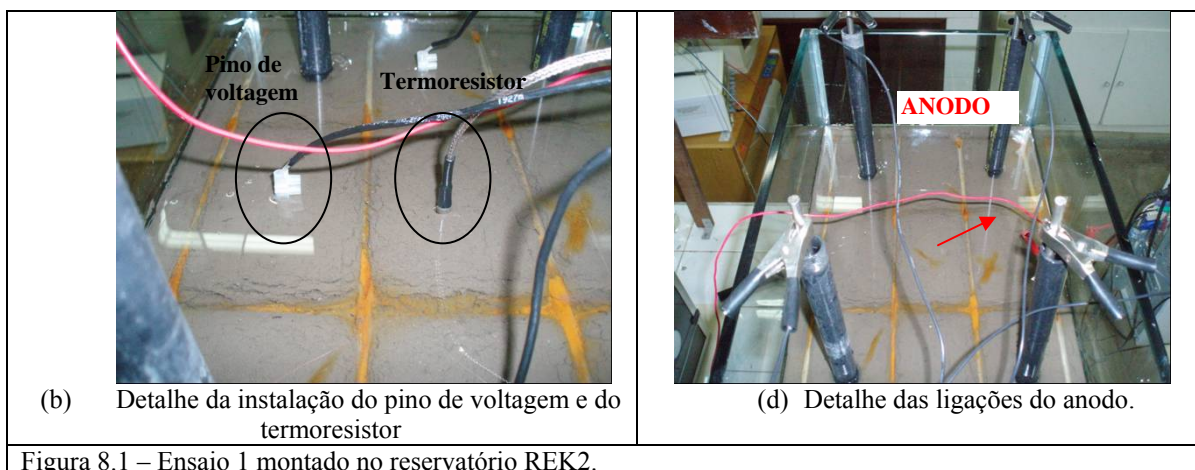 Pino de
voltagem
Termoresistor
(b) Detalhe da instalação do pino de voltagem e do
termoresistor
ANODO
(d) Detalhe das ligações do anodo.
Figura 8.1 – Ensaio 1 montado no reservatório REK2.